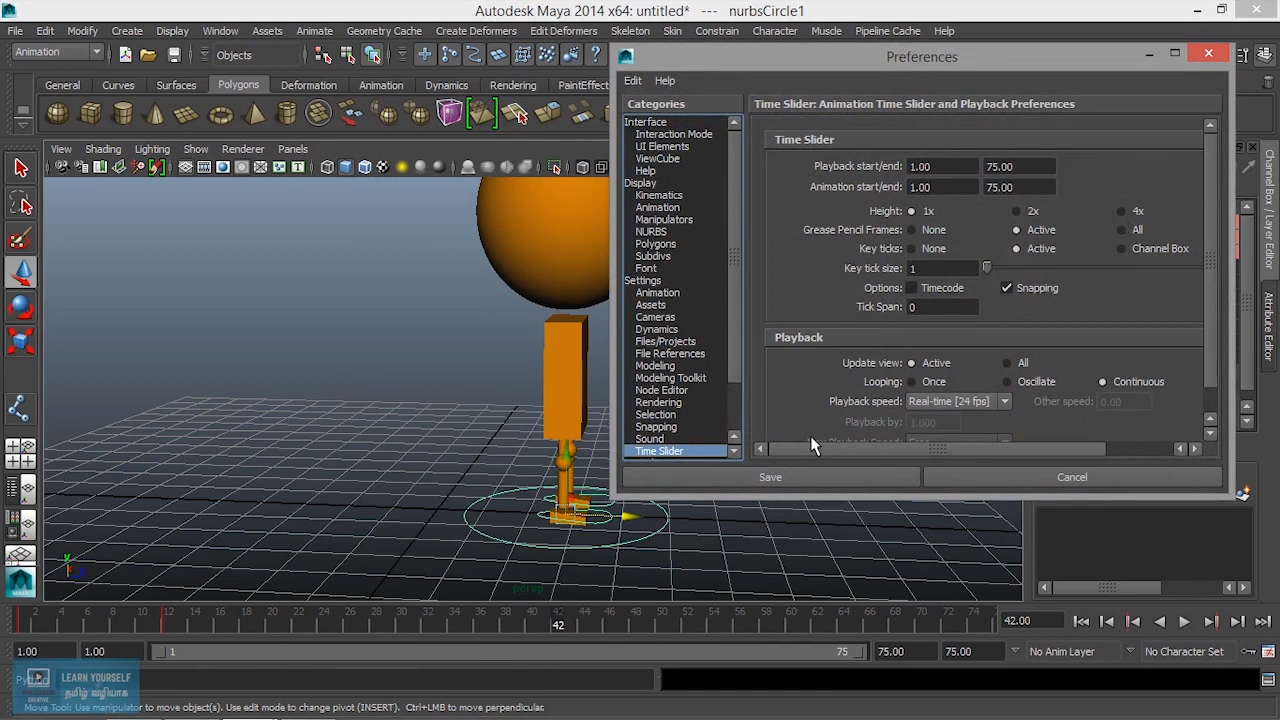 Autodesk Maya 2014 x64: untitled* --- nurbsCircle1
File Edit Modify Create Display Window Assets Animate Geometry Cache Create Deformers Edit Deformers Skeleton Skin Constrain Character Muscle Pipeline Cache Help
Animation Objects
General Curves Surfaces Polygons Deformation Animation Dynamics Rendering PaintEffect
View Shading Lighting Show Renderer Panels
Preferences
Edit Help
Categories
Interface
Interaction Mode
UI Elements
ViewCube
Help
Display
Kinematics
Animation
Manipulators
NURBS
Polygons
Subdivs
Font
Settings
Animation
Assets
Cameras
Dynamics
Files/Projects
File References
Modeling
Modeling Toolkit
Node Editor
Rendering
Selection
Snapping
Sound
Time Slider
Time Slider: Animation Time Slider and Playback Preferences
Time Slider
Playback start/end: 1.00 75.00
Animation start/end: 1.00 75.00
Height: 1x 2x 4x
Grease Pencil Frames: None Active All
Key ticks: None Active Channel Box
Key tick size: 1
Options: Timecode Snapping
Tick Span: 0
Playback
Update view: Active All
Looping: Once Oscillate Continuous
Playback speed: Real-time [24 fps] Other speed: 0.00
Playback by: 1.000
Save Cancel
Channel Box / Layer Editor
Attribute Editor
persp
2 4 6 8 10 12 14 16 18 20 22 24 26 28 30 32 34 36 38 40 42 44 46 48 50 52 54 56 58 60 62 64 66 68 70 72 74
42
42.00
1.00 1.00 1 75 75.00 75.00 No Anim Layer No Character Set
LEARN YOURSELF
தமிழ் வழியாக
CREATIVE
Move Tool: Use manipulator to move object(s). Use edit mode to change pivot (INSERT). Ctrl+LMB to move perpendicular.